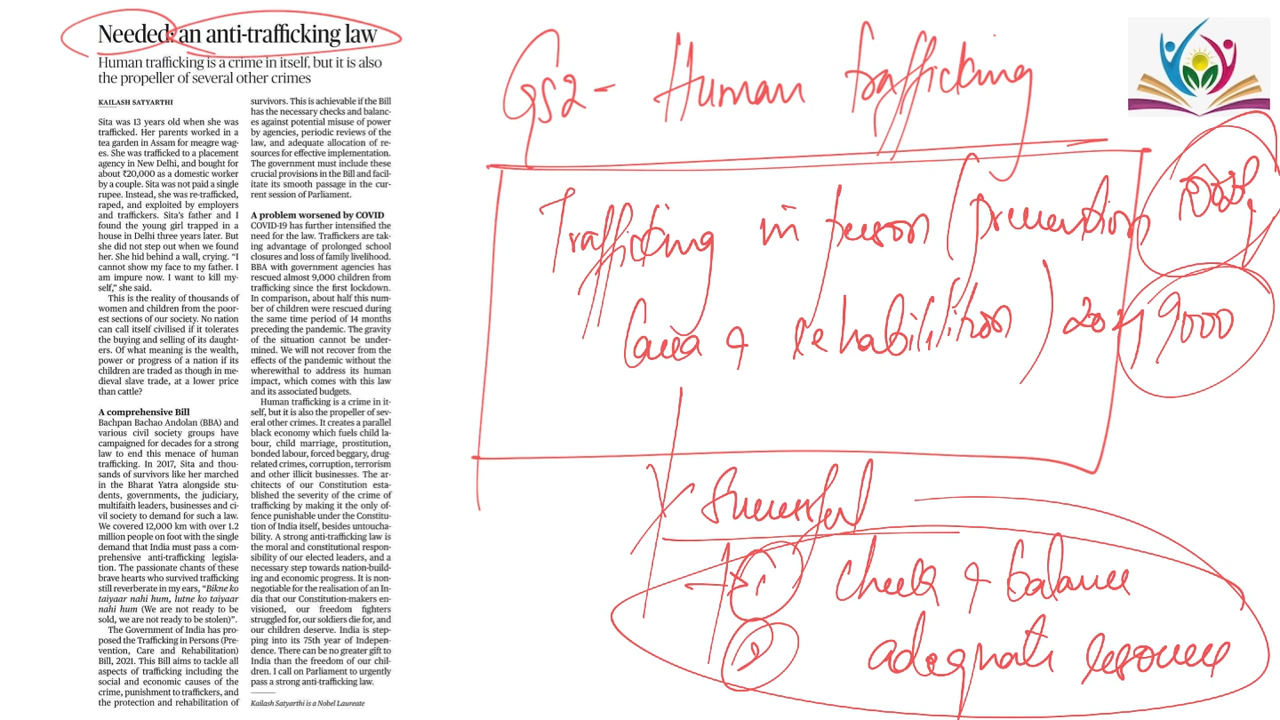 Needed: an anti-trafficking law
Human trafficking is a crime in itself, but it is also
the propeller of several other crimes
KAILASH SATYARTHI
Sita was 13 years old when she was
trafficked. Her parents worked in a
tea garden in Assam for meagre wag-
es. She was trafficked to a placement
agency in New Delhi, and bought for
about ₹20,000 as a domestic worker
by a couple. Sita was not paid a single
rupee. Instead, she was re-trafficked,
raped, and exploited by employers
and traffickers. Sita's father and I
found the young girl trapped in a
house in Delhi three years later. But
she did not step out when we found
her. She hid behind a wall, crying. "I
cannot show my face to my father. I
am impure now. I want to kill my-
self," she said.
This is the reality of thousands of
women and children from the poor-
est sections of our society. No nation
can call itself civilised if it tolerates
the buying and selling of its daught-
ers. Of what meaning is the wealth,
power or progress of a nation if its
children are traded as though in me-
dieval slave trade, at a lower price
than cattle?
A comprehensive Bill
Bachpan Bachao Andolan (BBA) and
various civil society groups have
campaigned for decades for a strong
law to end this menace of human
trafficking. In 2017, Sita and thou-
sands of survivors like her marched
in the Bharat Yatra alongside stu-
dents, governments, the judiciary,
multifaith leaders, businesses and ci-
vil society to demand for such a law.
We covered 12,000 km with over 1.2
million people on foot with the single
demand that India must pass a com-
prehensive anti-trafficking legisla-
tion. The passionate chants of these
brave hearts who survived trafficking
still reverberate in my ears, "Bikne ko
taiyaar nahi hum, lutne ko taiyaar
nahi hum (We are not ready to be
sold, we are not ready to be stolen)".
The Government of India has pro-
posed the Trafficking in Persons (Pre-
vention, Care and Rehabilitation)
Bill, 2021. This Bill aims to tackle all
aspects of trafficking including the
social and economic causes of the
crime, punishment to traffickers, and
the protection and rehabilitation of
survivors. This is achievable if the Bill
has the necessary checks and balanc-
es against potential misuse of power
by agencies, periodic reviews of the
law, and adequate allocation of re-
sources for effective implementation.
The government must include these
crucial provisions in the Bill and facil-
itate its smooth passage in the cur-
rent session of Parliament.
A problem worsened by COVID
COVID-19 has further intensified the
need for the law. Traffickers are tak-
ing advantage of prolonged school
closures and loss of family livelihood.
BBA with government agencies has
rescued almost 9,000 children from
trafficking since the first lockdown.
In comparison, about half this num-
ber of children were rescued during
the same time period of 14 months
preceding the pandemic. The gravity
of the situation cannot be under-
mined. We will not recover from the
effects of the pandemic without the
wherewithal to address its human
impact, which comes with this law
and its associated budgets.
Human trafficking is a crime in it-
self, but it is also the propeller of sev-
eral other crimes. It creates a parallel
black economy which fuels child la-
bour, child marriage, prostitution,
bonded labour, forced beggary, drug-
related crimes, corruption, terrorism
and other illicit businesses. The ar-
chitects of our Constitution esta-
blished the severity of the crime of
trafficking by making it the only of-
fence punishable under the Constitu-
tion of India itself, besides untoucha-
bility. A strong anti-trafficking law is
the moral and constitutional respon-
sibility of our elected leaders, and a
necessary step towards nation-build-
ing and economic progress. It is non-
negotiable for the realisation of an In-
dia that our Constitution-makers en-
visioned, our freedom fighters
struggled for, our soldiers die for, and
our children deserve. India is step-
ping into its 75th year of Indepen-
dence. There can be no greater gift to
India than the freedom of our chil-
dren. I call on Parliament to urgently
pass a strong anti-trafficking law.
Kailash Satyarthi is a Nobel Laureate
GS2 - Human trafficking
Trafficking in person (prevention
Care & rehabilition) 2021
9000
Successful
check & balance
adequate resource